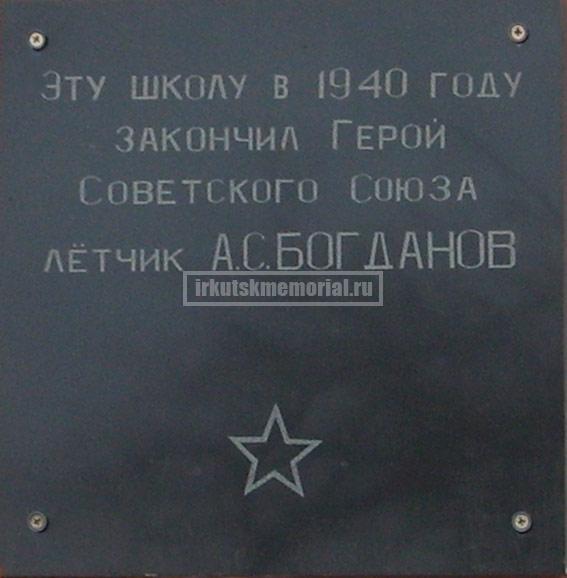 Эту школу в 1940 году
закончил Герой
Советского Союза
лётчик А.С.БОГДАНОВ
irkutskmemorial.ru